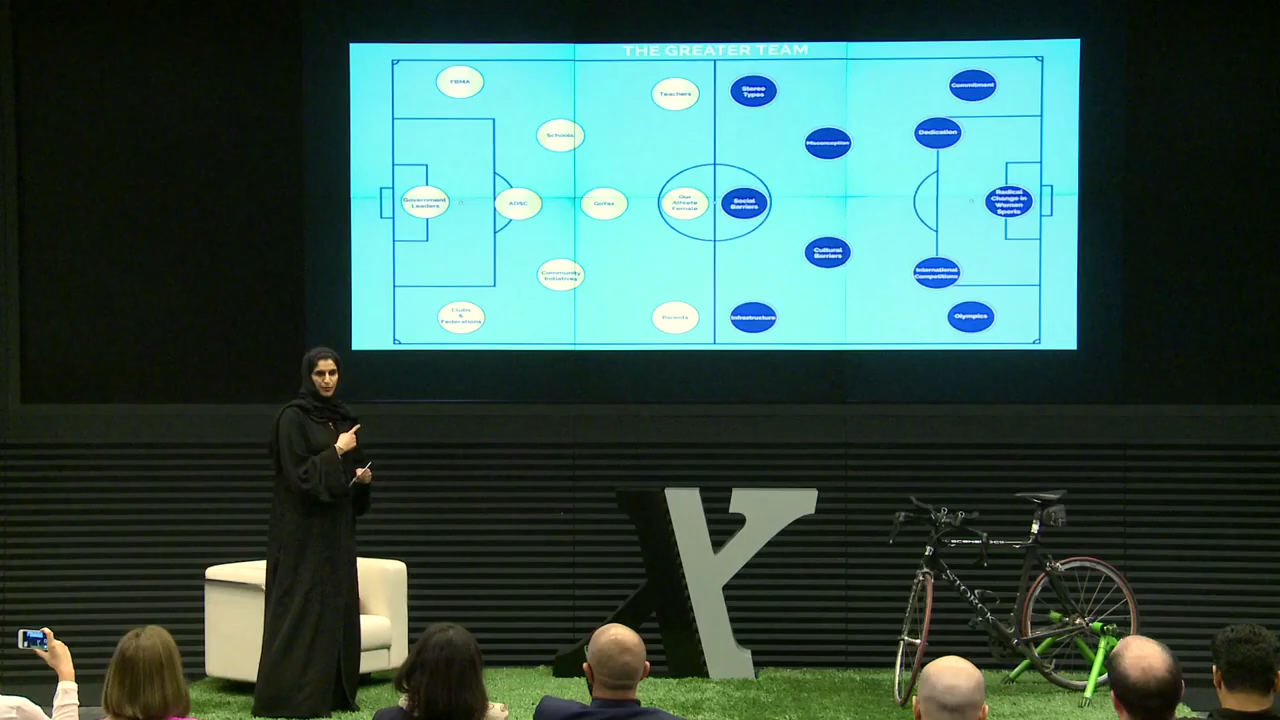 THE GREATER TEAM
FBMA
Teachers
Stereo
Types
Commitment
Schools
Misconception
Dedication
Government
Leaders
ADSC
GoYas
Our
Athlete
Female
Social
Barriers
Radical
Change in
Women
Sports
Community
Initiatives
Cultural
Barriers
International
Competitions
Clubs
&
Federations
Parents
Infrastructure
Olympics
X